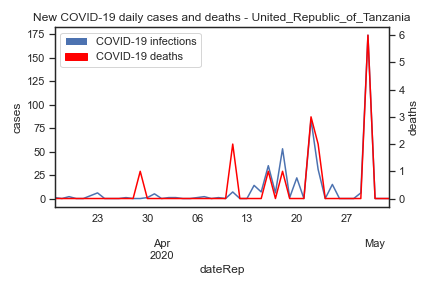 New COVID-19 daily cases and deaths - United_Republic_of_Tanzania
COVID-19 infections
COVID-19 deaths
cases
175
150
125
100
75
50
25
0
deaths
6
5
4
3
2
1
0
23
30
06
13
20
27
Apr
2020
May
dateRep